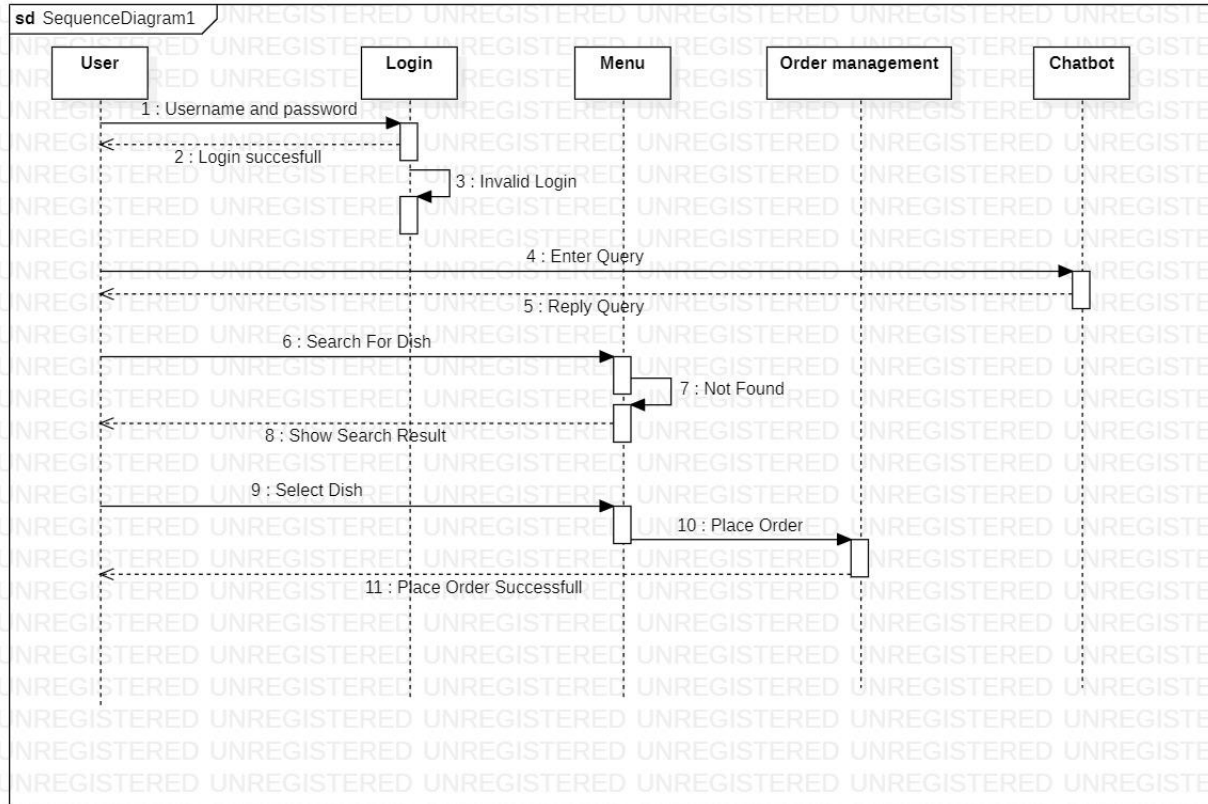 sd SequenceDiagram1
User
Login
Menu
Order management
Chatbot
1 : Username and password
2 : Login succesfull
3 : Invalid Login
4 : Enter Query
5 : Reply Query
6 : Search For Dish
7 : Not Found
8 : Show Search Result
9 : Select Dish
10 : Place Order
11 : Place Order Successfull
UNREGISTERED